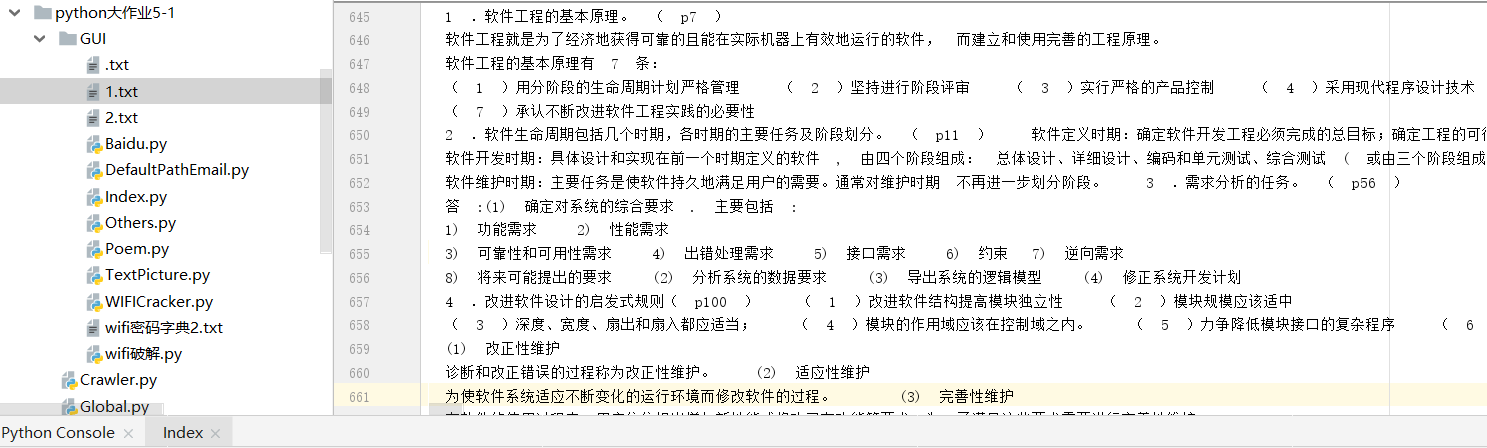 python大作业5-1
GUI
.txt
1.txt
2.txt
Baidu.py
DefaultPathEmail.py
Index.py
Others.py
Poem.py
TextPicture.py
WIFICracker.py
wifi密码字典2.txt
wifi破解.py
Crawler.py
Global.py
645 1 .软件工程的基本原理。 ( p7 )
646 软件工程就是为了经济地获得可靠的且能在实际机器上有效地运行的软件, 而建立和使用完善的工程原理。
647 软件工程的基本原理有 7 条:
648 ( 1 )用分阶段的生命周期计划严格管理 ( 2 )坚持进行阶段评审 ( 3 )实行严格的产品控制 ( 4 )采用现代程序设计技术
649 ( 7 )承认不断改进软件工程实践的必要性
650 2 .软件生命周期包括几个时期,各时期的主要任务及阶段划分。 ( p11 ) 软件定义时期:确定软件开发工程必须完成的总目标;确定工程的可行
651 软件开发时期:具体设计和实现在前一个时期定义的软件 , 由四个阶段组成: 总体设计、详细设计、编码和单元测试、综合测试 ( 或由三个阶段组成
652 软件维护时期:主要任务是使软件持久地满足用户的需要。通常对维护时期 不再进一步划分阶段。 3 .需求分析的任务。 ( p56 )
653 答 :(1) 确定对系统的综合要求 . 主要包括 :
654 1) 功能需求 2) 性能需求
655 3) 可靠性和可用性需求 4) 出错处理需求 5) 接口需求 6) 约束 7) 逆向需求
656 8) 将来可能提出的要求 (2) 分析系统的数据要求 (3) 导出系统的逻辑模型 (4) 修正系统开发计划
657 4 .改进软件设计的启发式规则( p100 ) ( 1 )改进软件结构提高模块独立性 ( 2 )模块规模应该适中
658 ( 3 )深度、宽度、扇出和扇入都应适当; ( 4 )模块的作用域应该在控制域之内。 ( 5 )力争降低模块接口的复杂程序 ( 6
659 (1) 改正性维护
660 诊断和改正错误的过程称为改正性维护。 (2) 适应性维护
661 为使软件系统适应不断变化的运行环境而修改软件的过程。 (3) 完善性维护
Python Console × Index ×